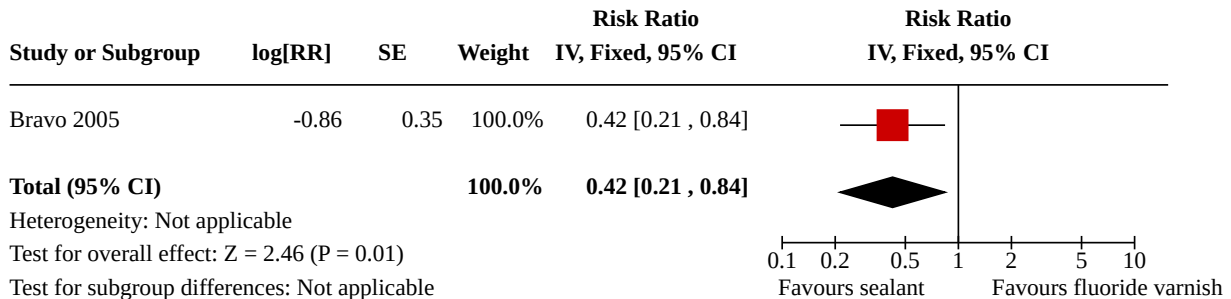 Risk Ratio Risk Ratio
Study or Subgroup log[RR] SE Weight IV, Fixed, 95% CI IV, Fixed, 95% CI
Bravo 2005 -0.86 0.35 100.0% 0.42 [0.21 , 0.84]
Total (95% CI) 100.0% 0.42 [0.21 , 0.84]
Heterogeneity: Not applicable
Test for overall effect: Z = 2.46 (P = 0.01)
0.1 0.2 0.5 1 2 5 10
Test for subgroup differences: Not applicable Favours sealant Favours fluoride varnish